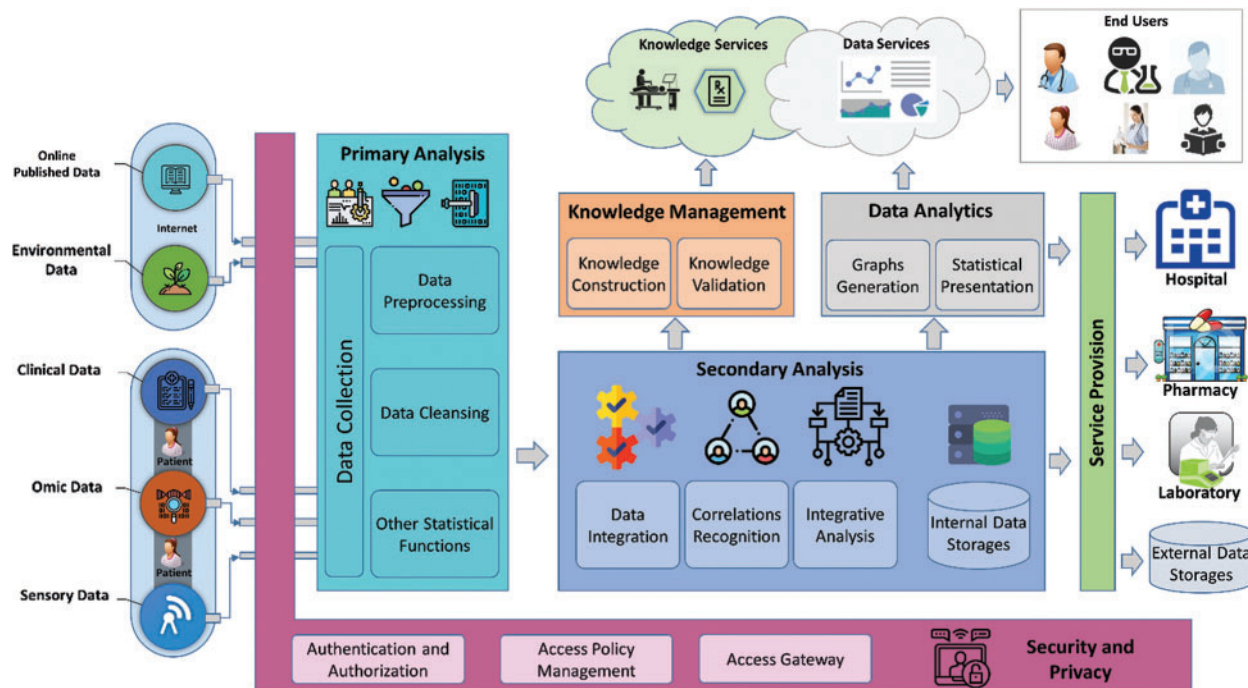 Knowledge Services
Data Services
End Users
Online
Published Data
Internet
Environmental
Data
Clinical Data
Patient
Omic Data
Patient
Sensory Data
Primary Analysis
Data Collection
Data
Preprocessing
Data Cleansing
Other Statistical
Functions
Knowledge Management
Knowledge
Construction
Knowledge
Validation
Data Analytics
Graphs
Generation
Statistical
Presentation
Secondary Analysis
Data
Integration
Correlations
Recognition
Integrative
Analysis
Internal Data
Storages
Service Provision
Hospital
Pharmacy
Laboratory
External Data
Storages
Authentication and
Authorization
Access Policy
Management
Access Gateway
Security and
Privacy